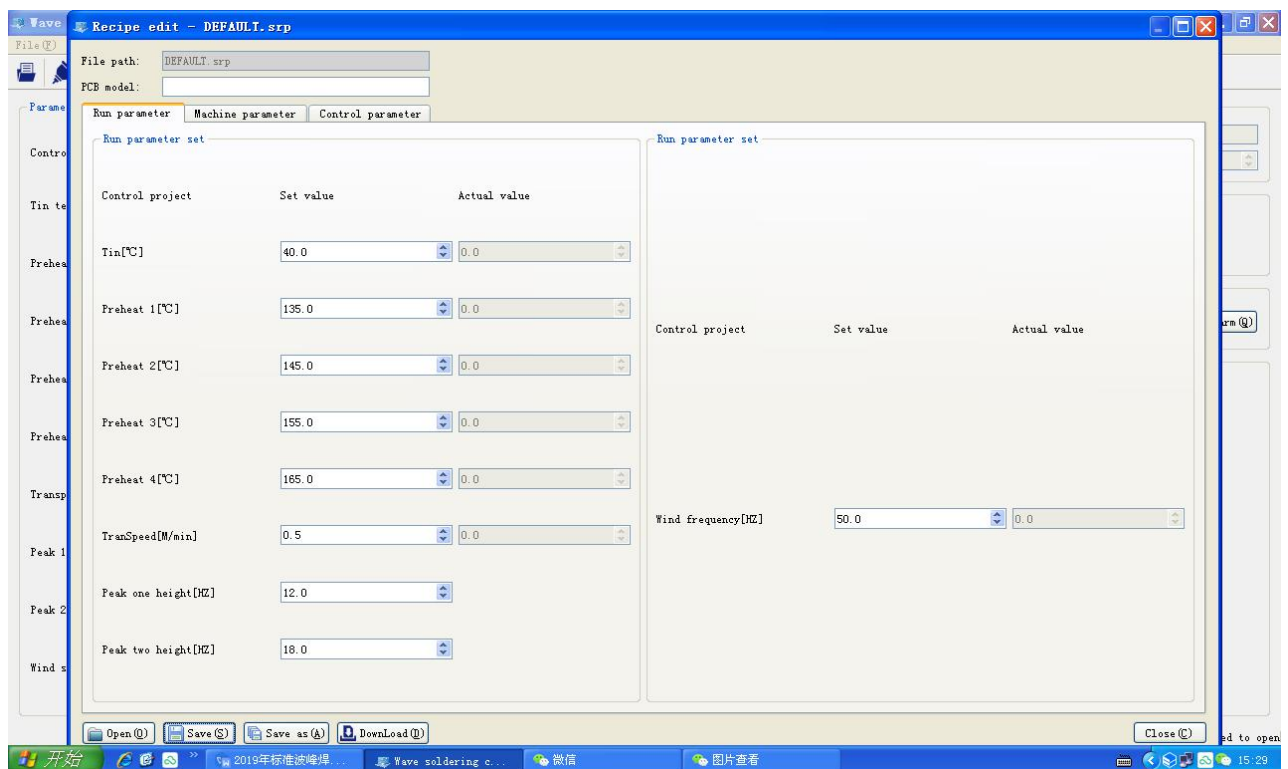 Wave
Recipe edit - DEFAULT.srp
File(F)
File path: DEFAULT.srp
PCB model:
Run parameter Machine parameter Control parameter
Parame
Run parameter set
Run parameter set
Contro
Control project Set value Actual value
Tin te
Tin[℃] 40.0 0.0
Prehea
Preheat 1[℃] 135.0 0.0
Prehea
Control project Set value Actual value
arm(Q)
Preheat 2[℃] 145.0 0.0
Prehea
Preheat 3[℃] 155.0 0.0
Prehea
Preheat 4[℃] 165.0 0.0
Transp
Wind frequency[HZ] 50.0 0.0
TranSpeed[M/min] 0.5 0.0
Peak 1
Peak one height[HZ] 12.0
Peak 2
Peak two height[HZ] 18.0
Wind s
Open(O) Save(S) Save as(A) DownLoad(D) Close(C)
ed to open
开始 2019年标准波峰焊... Wave soldering c... 微信 图片查看 15:29